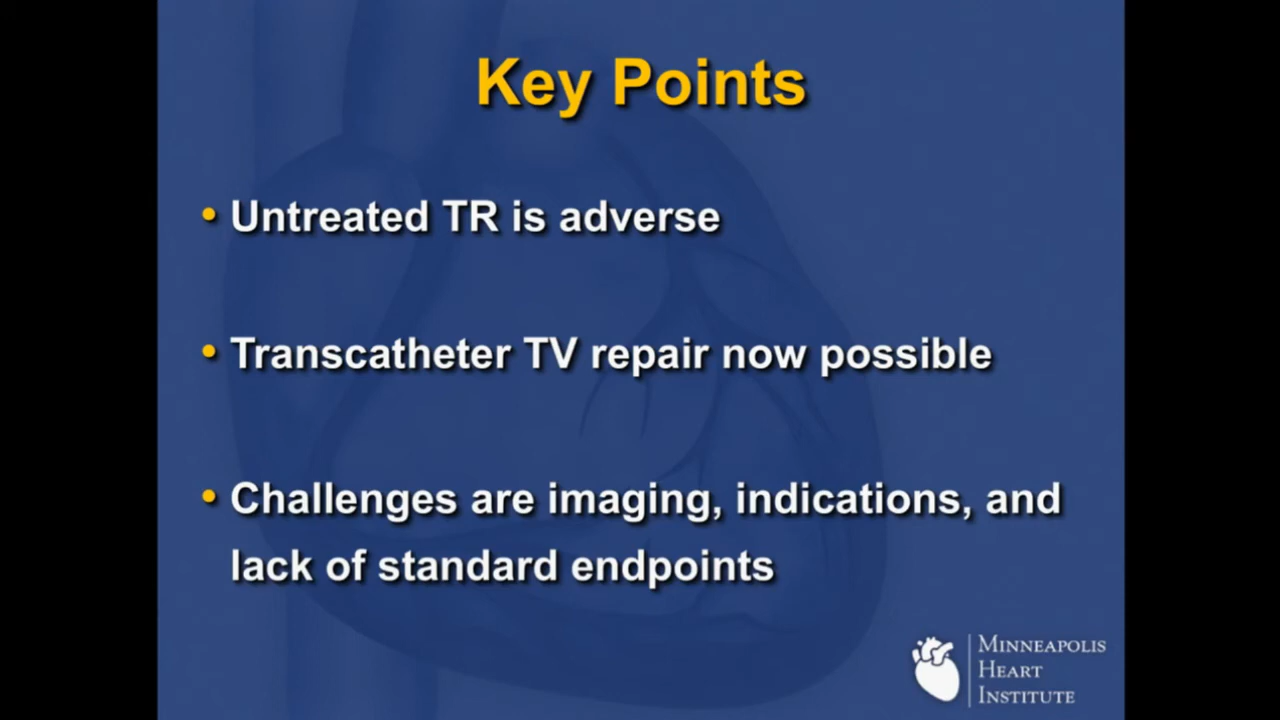 Key Points
• Untreated TR is adverse
• Transcatheter TV repair now possible
• Challenges are imaging, indications, and
lack of standard endpoints
MINNEAPOLIS
HEART
INSTITUTE